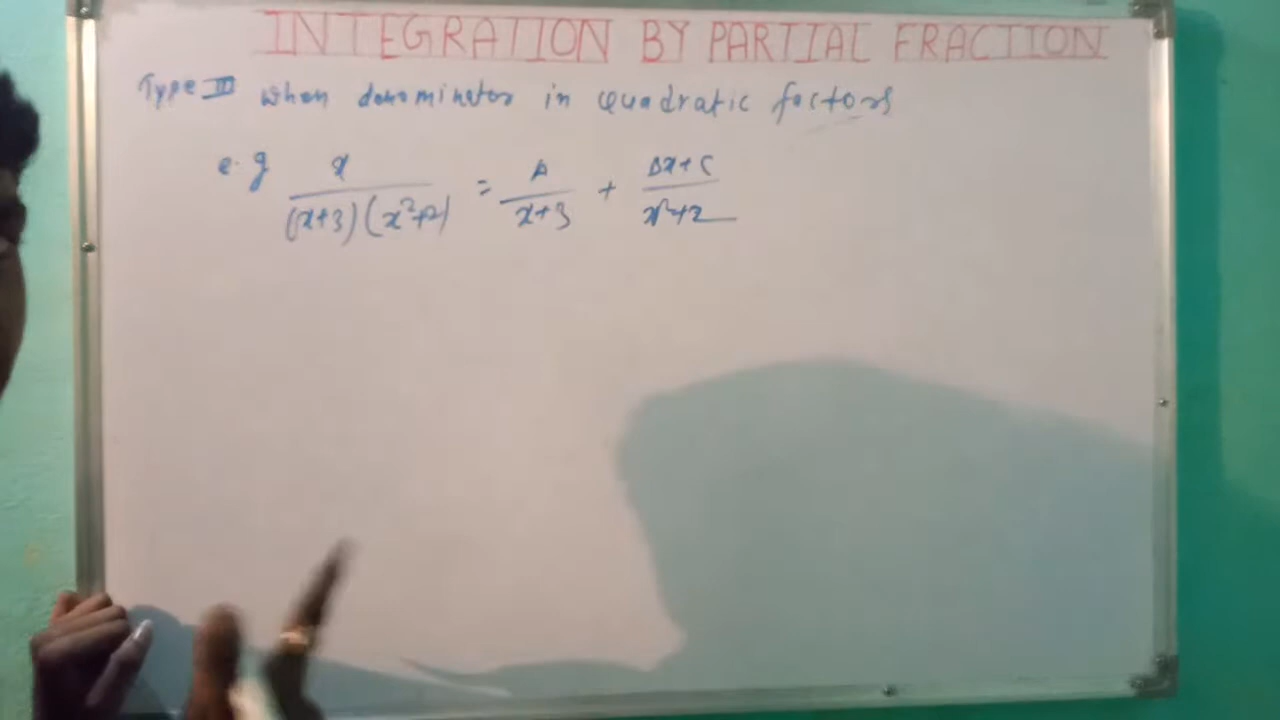 INTEGRATION BY PARTIAL FRACTION
Type III when denominator in quadratic factors
e.g x/((x+3)(x²+2)) = A/(x+3) + (Bx+C)/(x²+2)